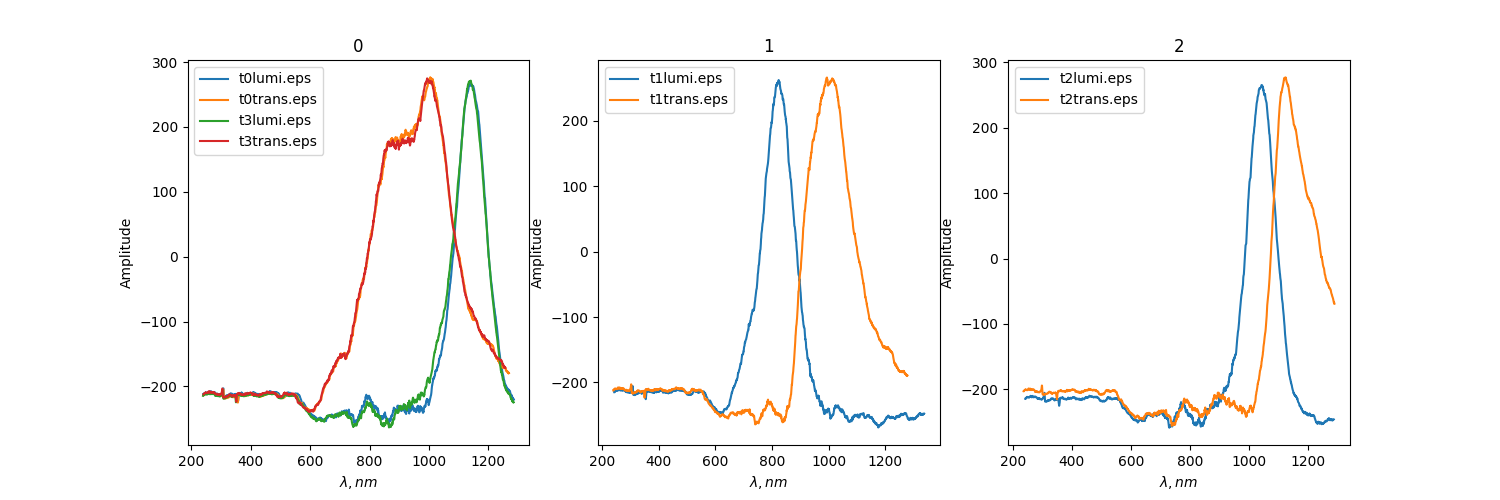 0
1
2
t0lumi.eps
t0trans.eps
t3lumi.eps
t3trans.eps
t1lumi.eps
t1trans.eps
t2lumi.eps
t2trans.eps
300
200
100
0
−100
−200
Amplitude
200 400 600 800 1000 1200
λ, nm
200
100
0
−100
−200
Amplitude
200 400 600 800 1000 1200
λ, nm
300
200
100
0
−100
−200
Amplitude
200 400 600 800 1000 1200
λ, nm